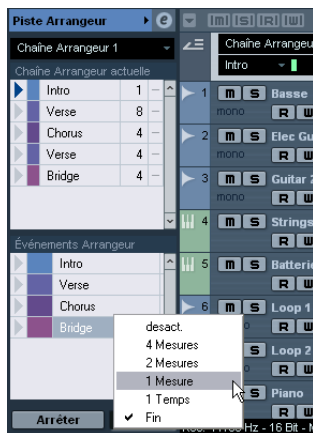 Piste Arrangeur e m S R W
Chaîne Arrangeur 1
Chaîne Arrangeu
Intro
Chaîne Arrangeur actuelle
Intro 1
Verse 8
Chorus 4
Verse 4
Bridge 4
1 m S Basse
mono R W
2 m S Elec Gu
mono R W
3 m S Guitar 2
mono R W
4 m S Strings
R W
Événements Arrangeur
Intro
Verse
Chorus
Bridge
5 m S Batterie
R W
6 m S Loop 1
R W
S Loop 2
R W
S Piano
R W
desact.
4 Mesures
2 Mesures
1 Mesure
1 Temps
✓ Fin
Arrêter
Hz - 16 Bit - M